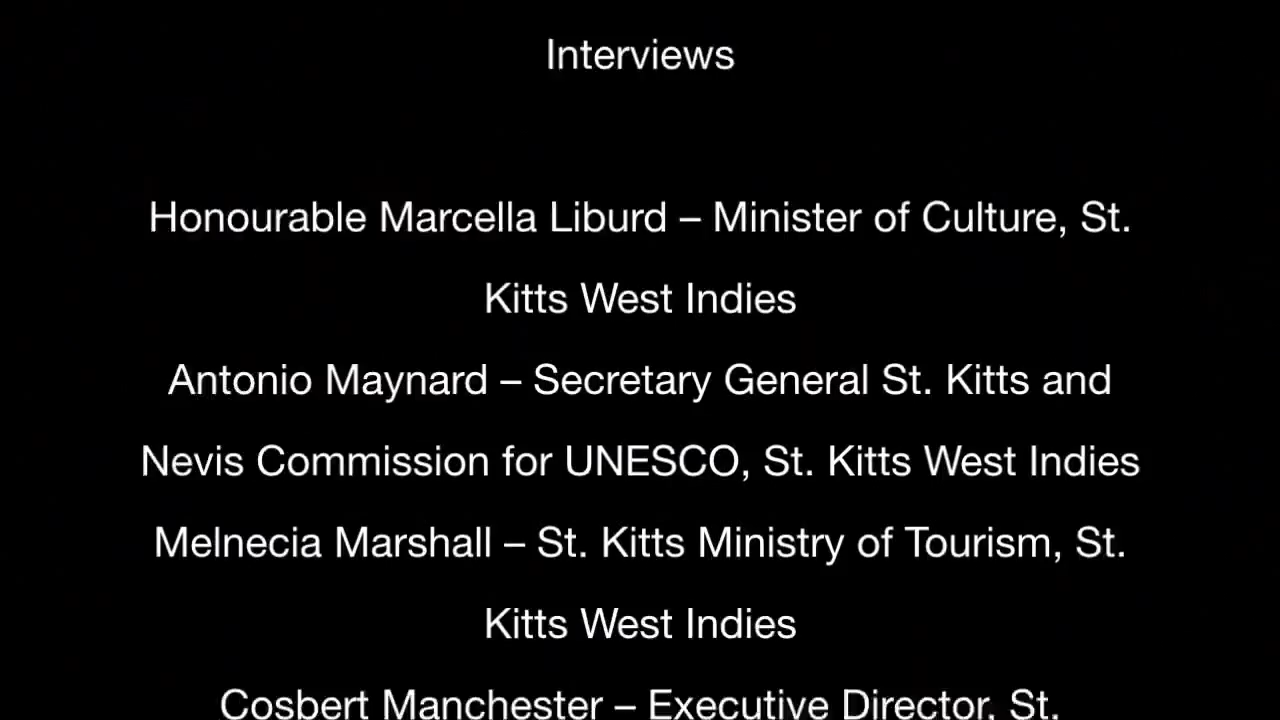 Interviews
Honourable Marcella Liburd – Minister of Culture, St.
Kitts West Indies
Antonio Maynard – Secretary General St. Kitts and
Nevis Commission for UNESCO, St. Kitts West Indies
Melnecia Marshall – St. Kitts Ministry of Tourism, St.
Kitts West Indies
Cosbert Manchester – Executive Director, St.